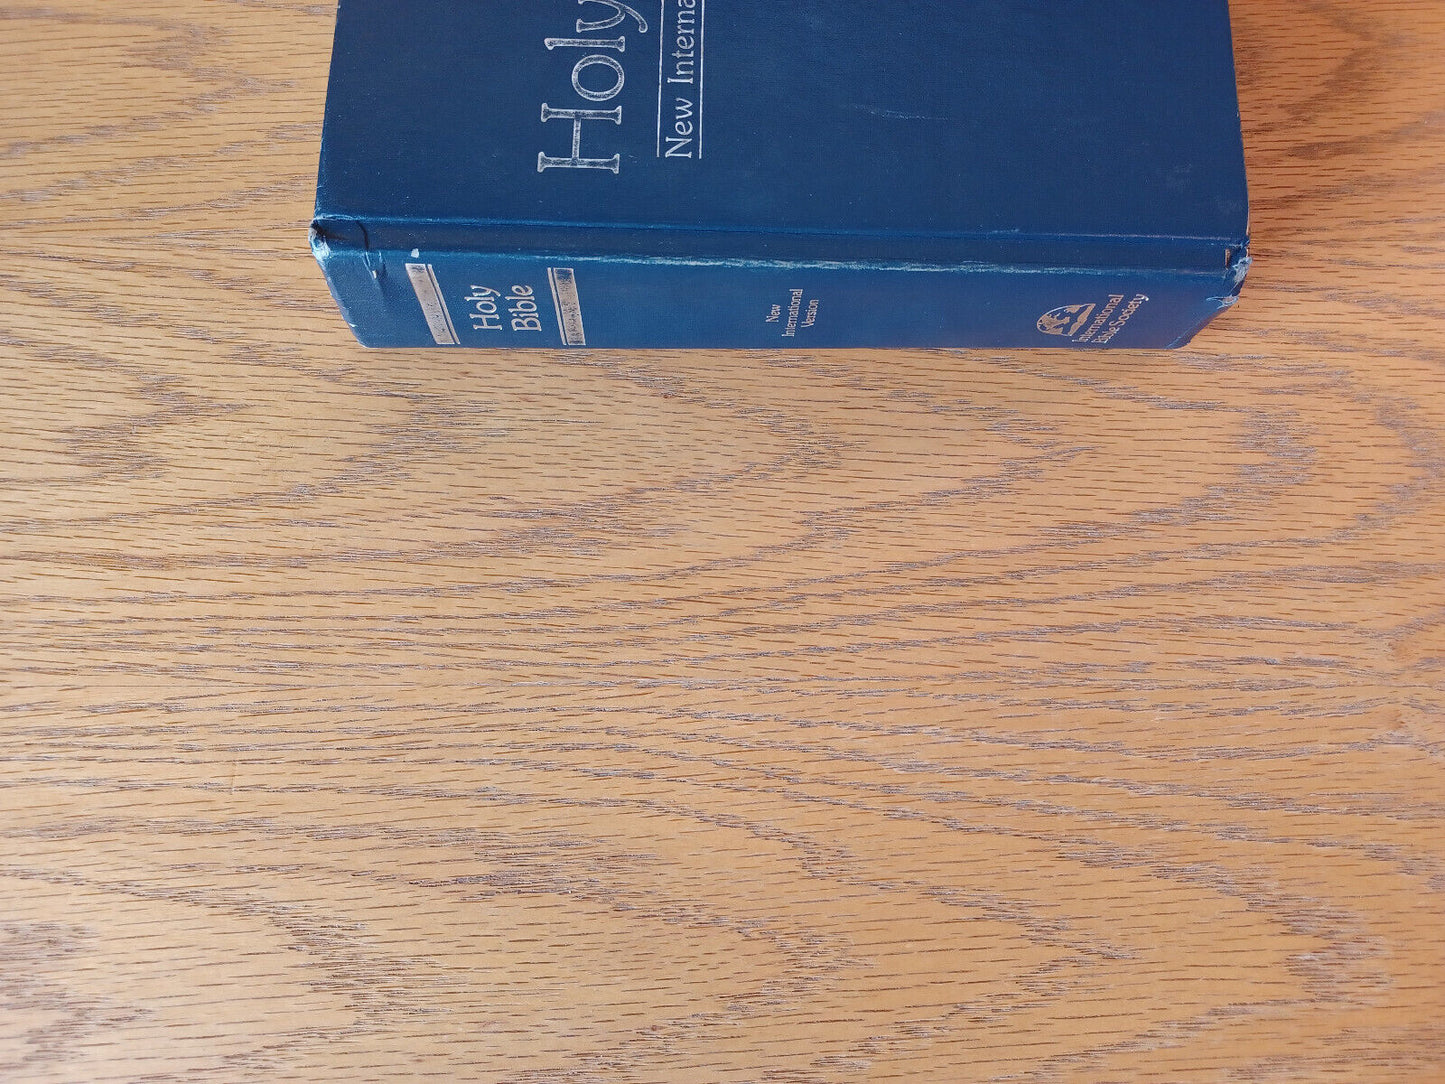 Holy
New Interna
Holy
Bible
New
International
Version
International
Bible Society